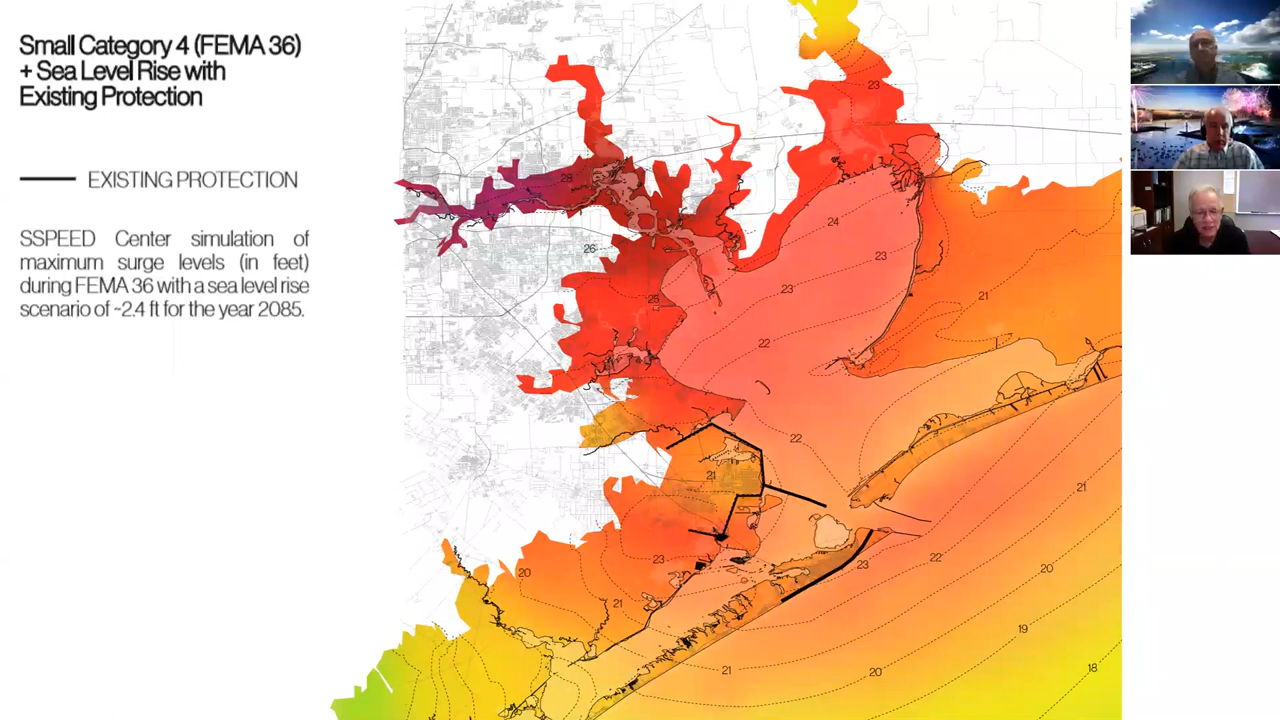 Small Category 4 (FEMA 36)
+ Sea Level Rise with
Existing Protection
EXISTING PROTECTION
SSPEED Center simulation of
maximum surge levels (in feet)
during FEMA 36 with a sea level rise
scenario of ~2.4 ft for the year 2085.
23
28
24
26
23
23
21
25
22
22
21
21
23
23
22
20
20
21
19
21
20
18